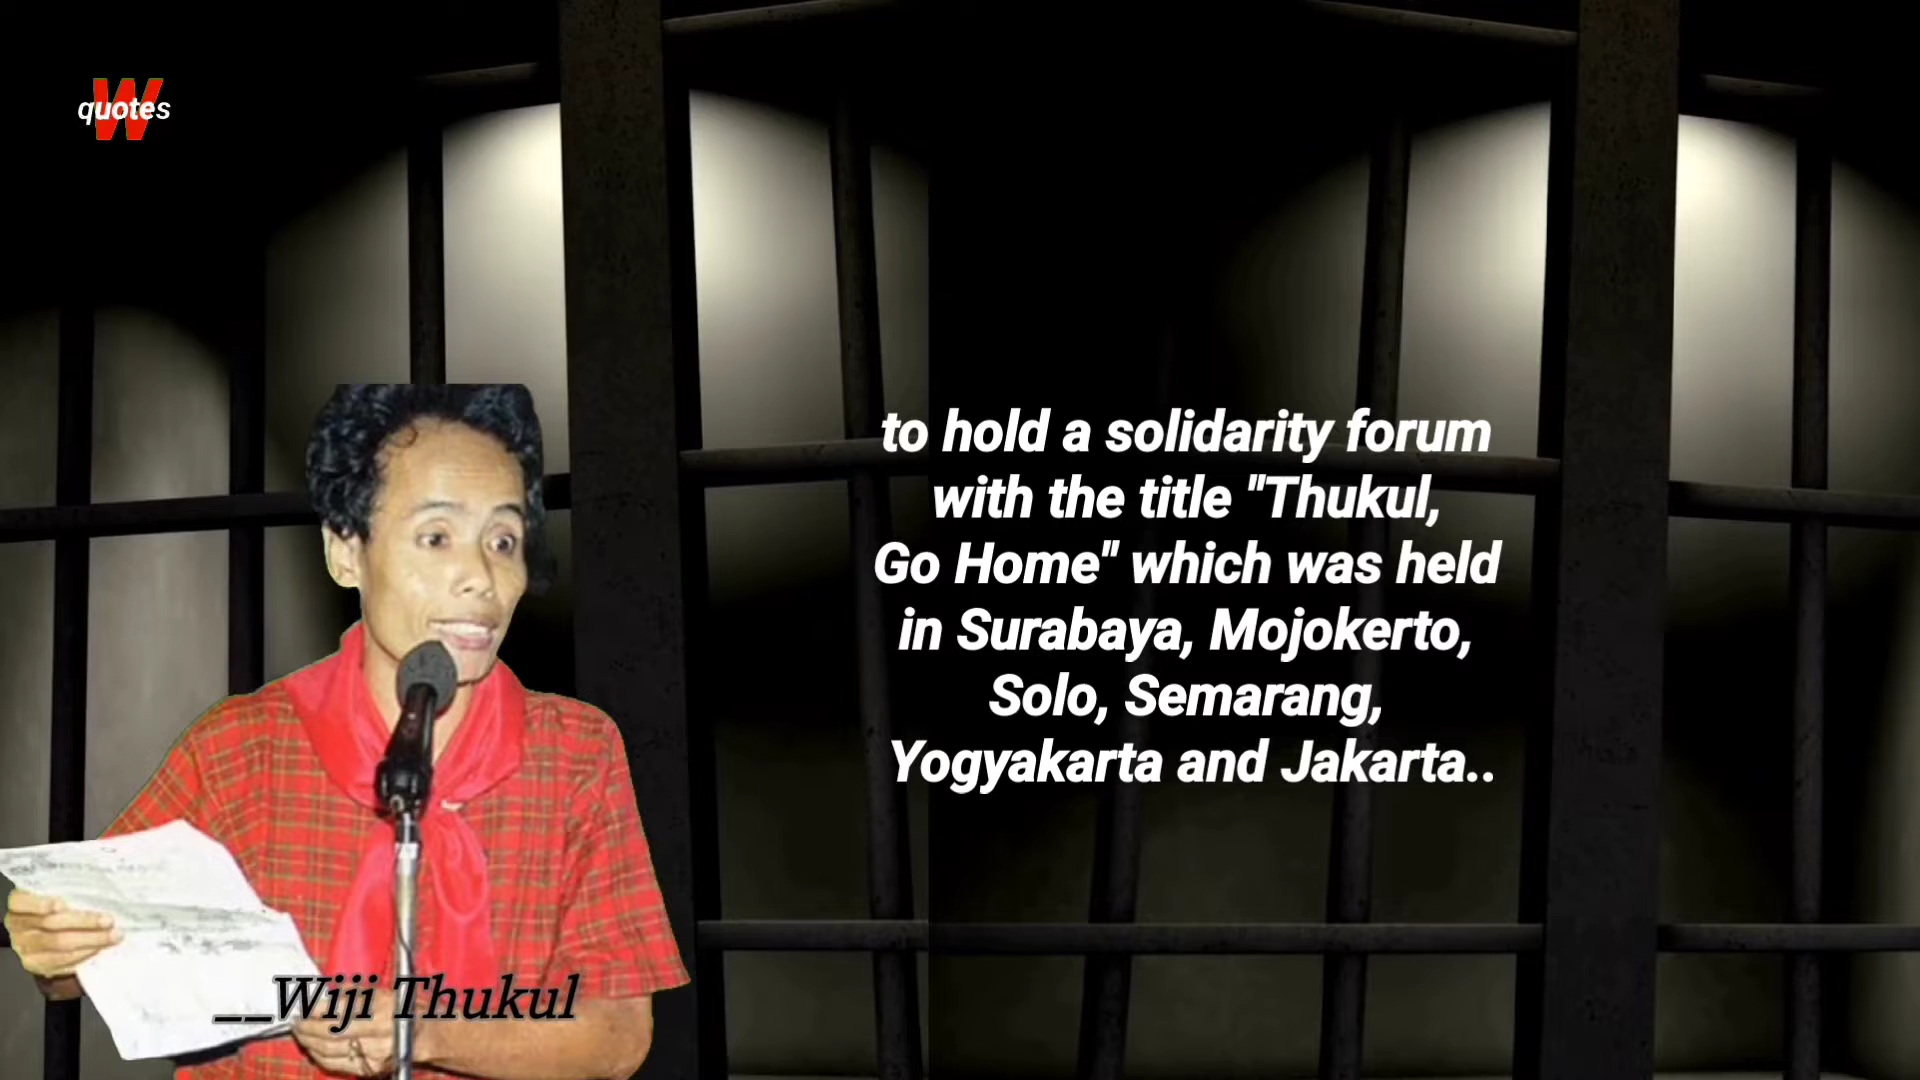 W
quotes
to hold a solidarity forum
with the title "Thukul,
Go Home" which was held
in Surabaya, Mojokerto,
Solo, Semarang,
Yogyakarta and Jakarta..
__Wiji Thukul